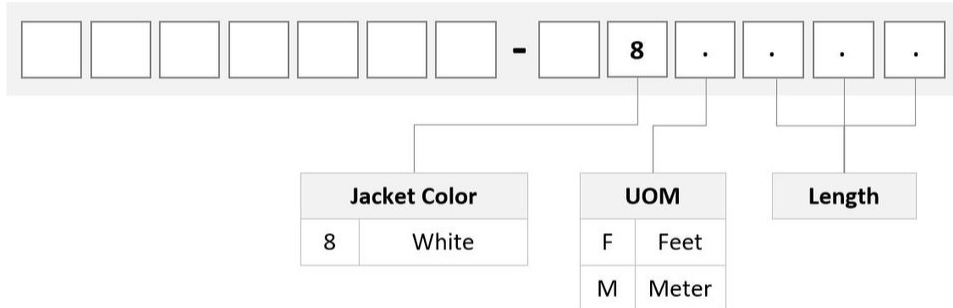 - 8 . . . .
Jacket Color
8 White
UOM
F Feet
M Meter
Length